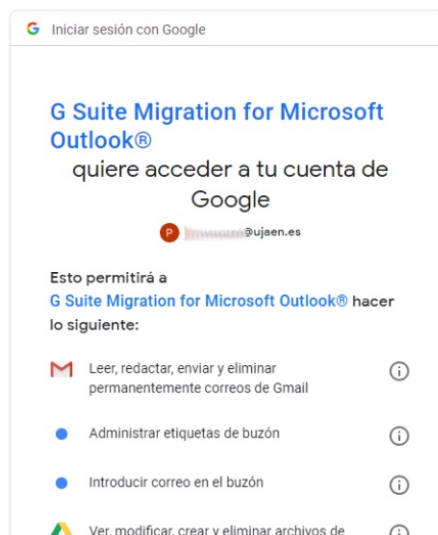 Iniciar sesión con Google
G Suite Migration for Microsoft
Outlook®
quiere acceder a tu cuenta de
Google
P @ujaen.es
Esto permitirá a
G Suite Migration for Microsoft Outlook® hacer
lo siguiente:
Leer, redactar, enviar y eliminar
permanentemente correos de Gmail
Administrar etiquetas de buzón
Introducir correo en el buzón
Ver, modificar, crear y eliminar archivos de